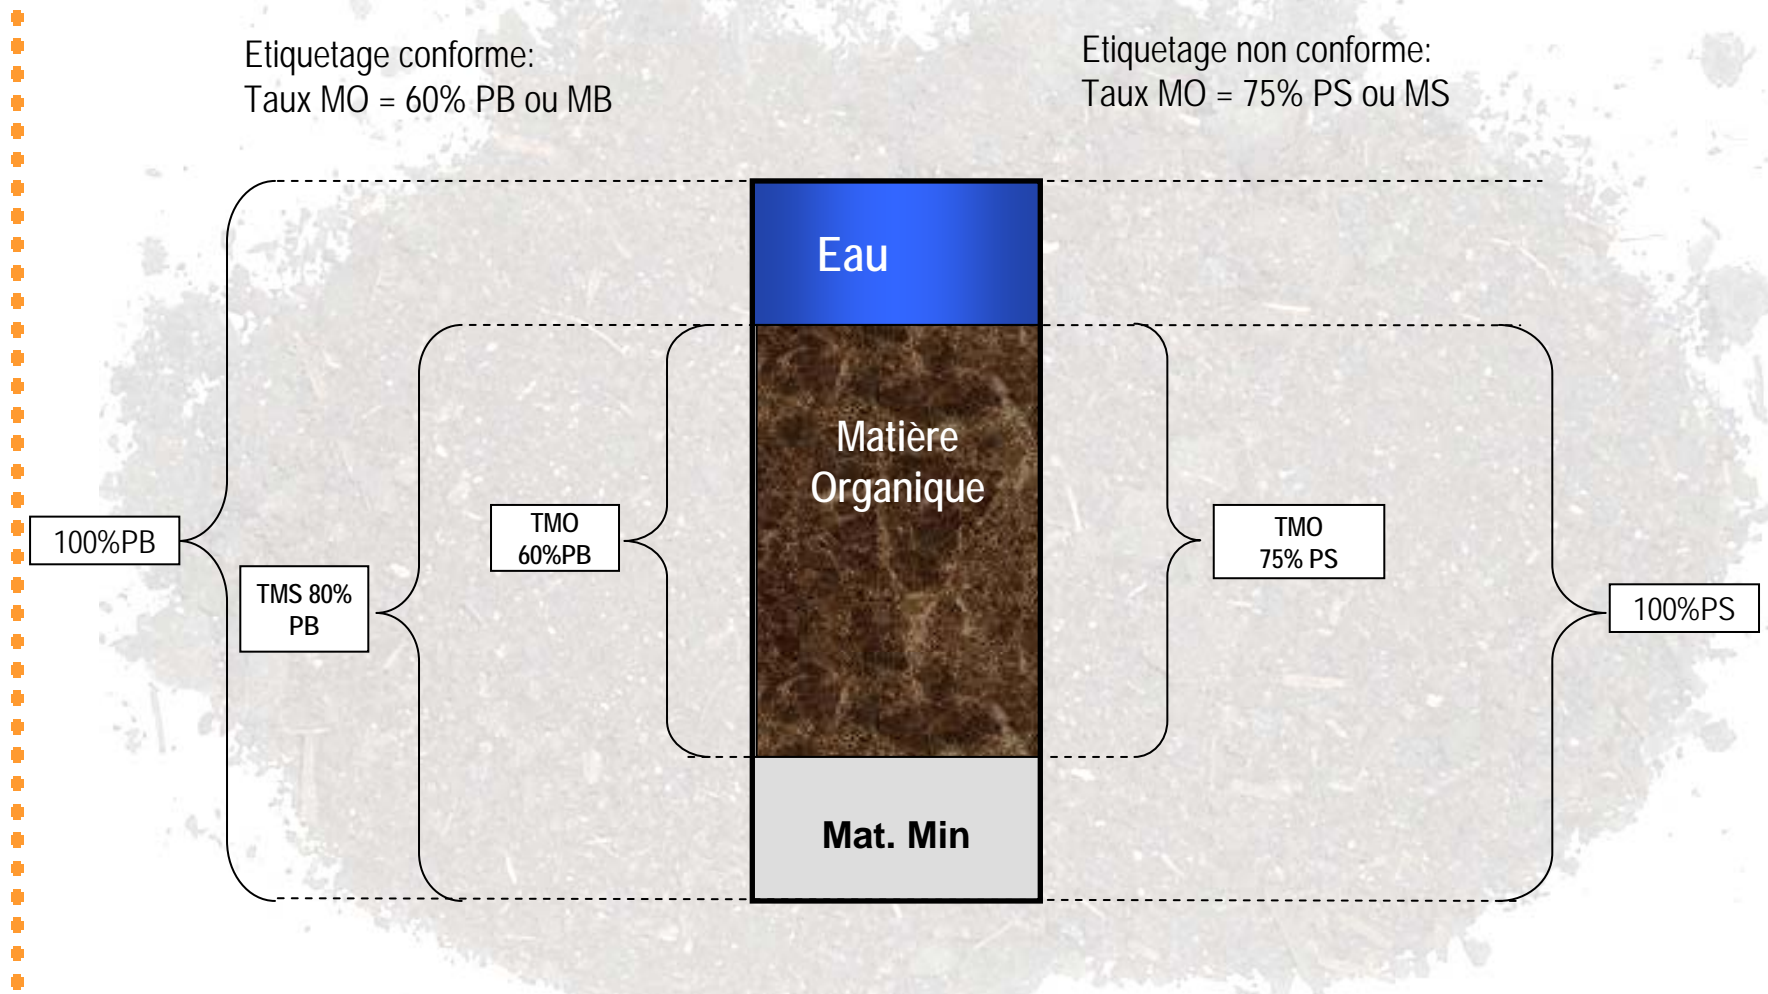 Etiquetage conforme:
Taux MO = 60% PB ou MB
Etiquetage non conforme:
Taux MO = 75% PS ou MS
Eau
Matière
Organique
Mat. Min
100%PB
TMS 80%
PB
TMO
60%PB
TMO
75% PS
100%PS